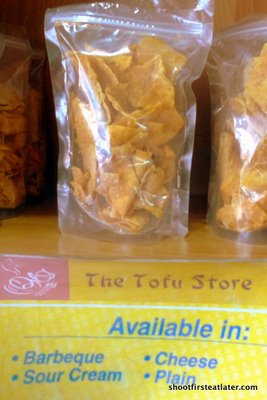 The Tofu Store
Available in:
• Barbeque • Cheese
• Sour Cream • Plain
shootfirsteatlater.com